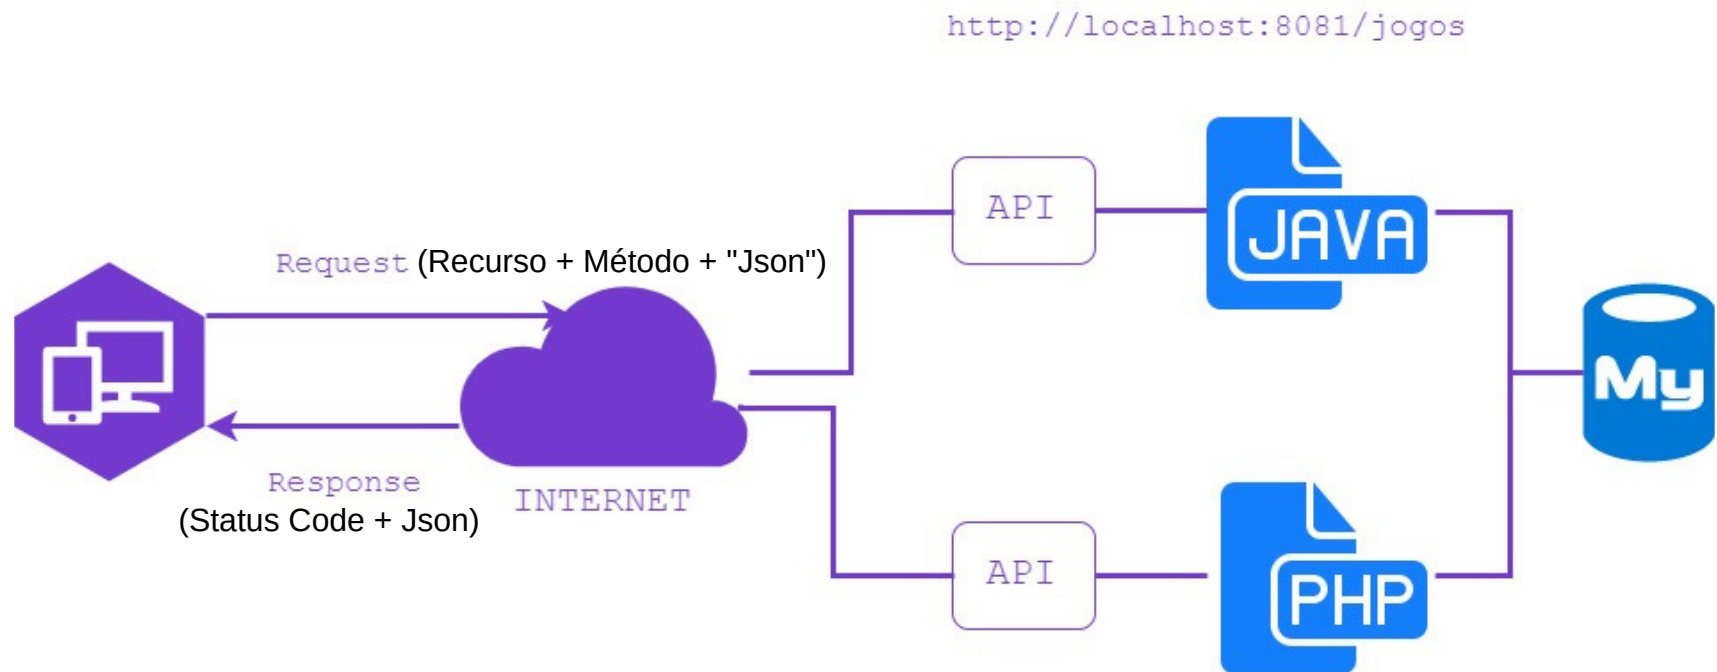 http://localhost:8081/jogos
API
JAVA
Request (Recurso + Método + "Json")
My
Response
(Status Code + Json)
INTERNET
API
PHP